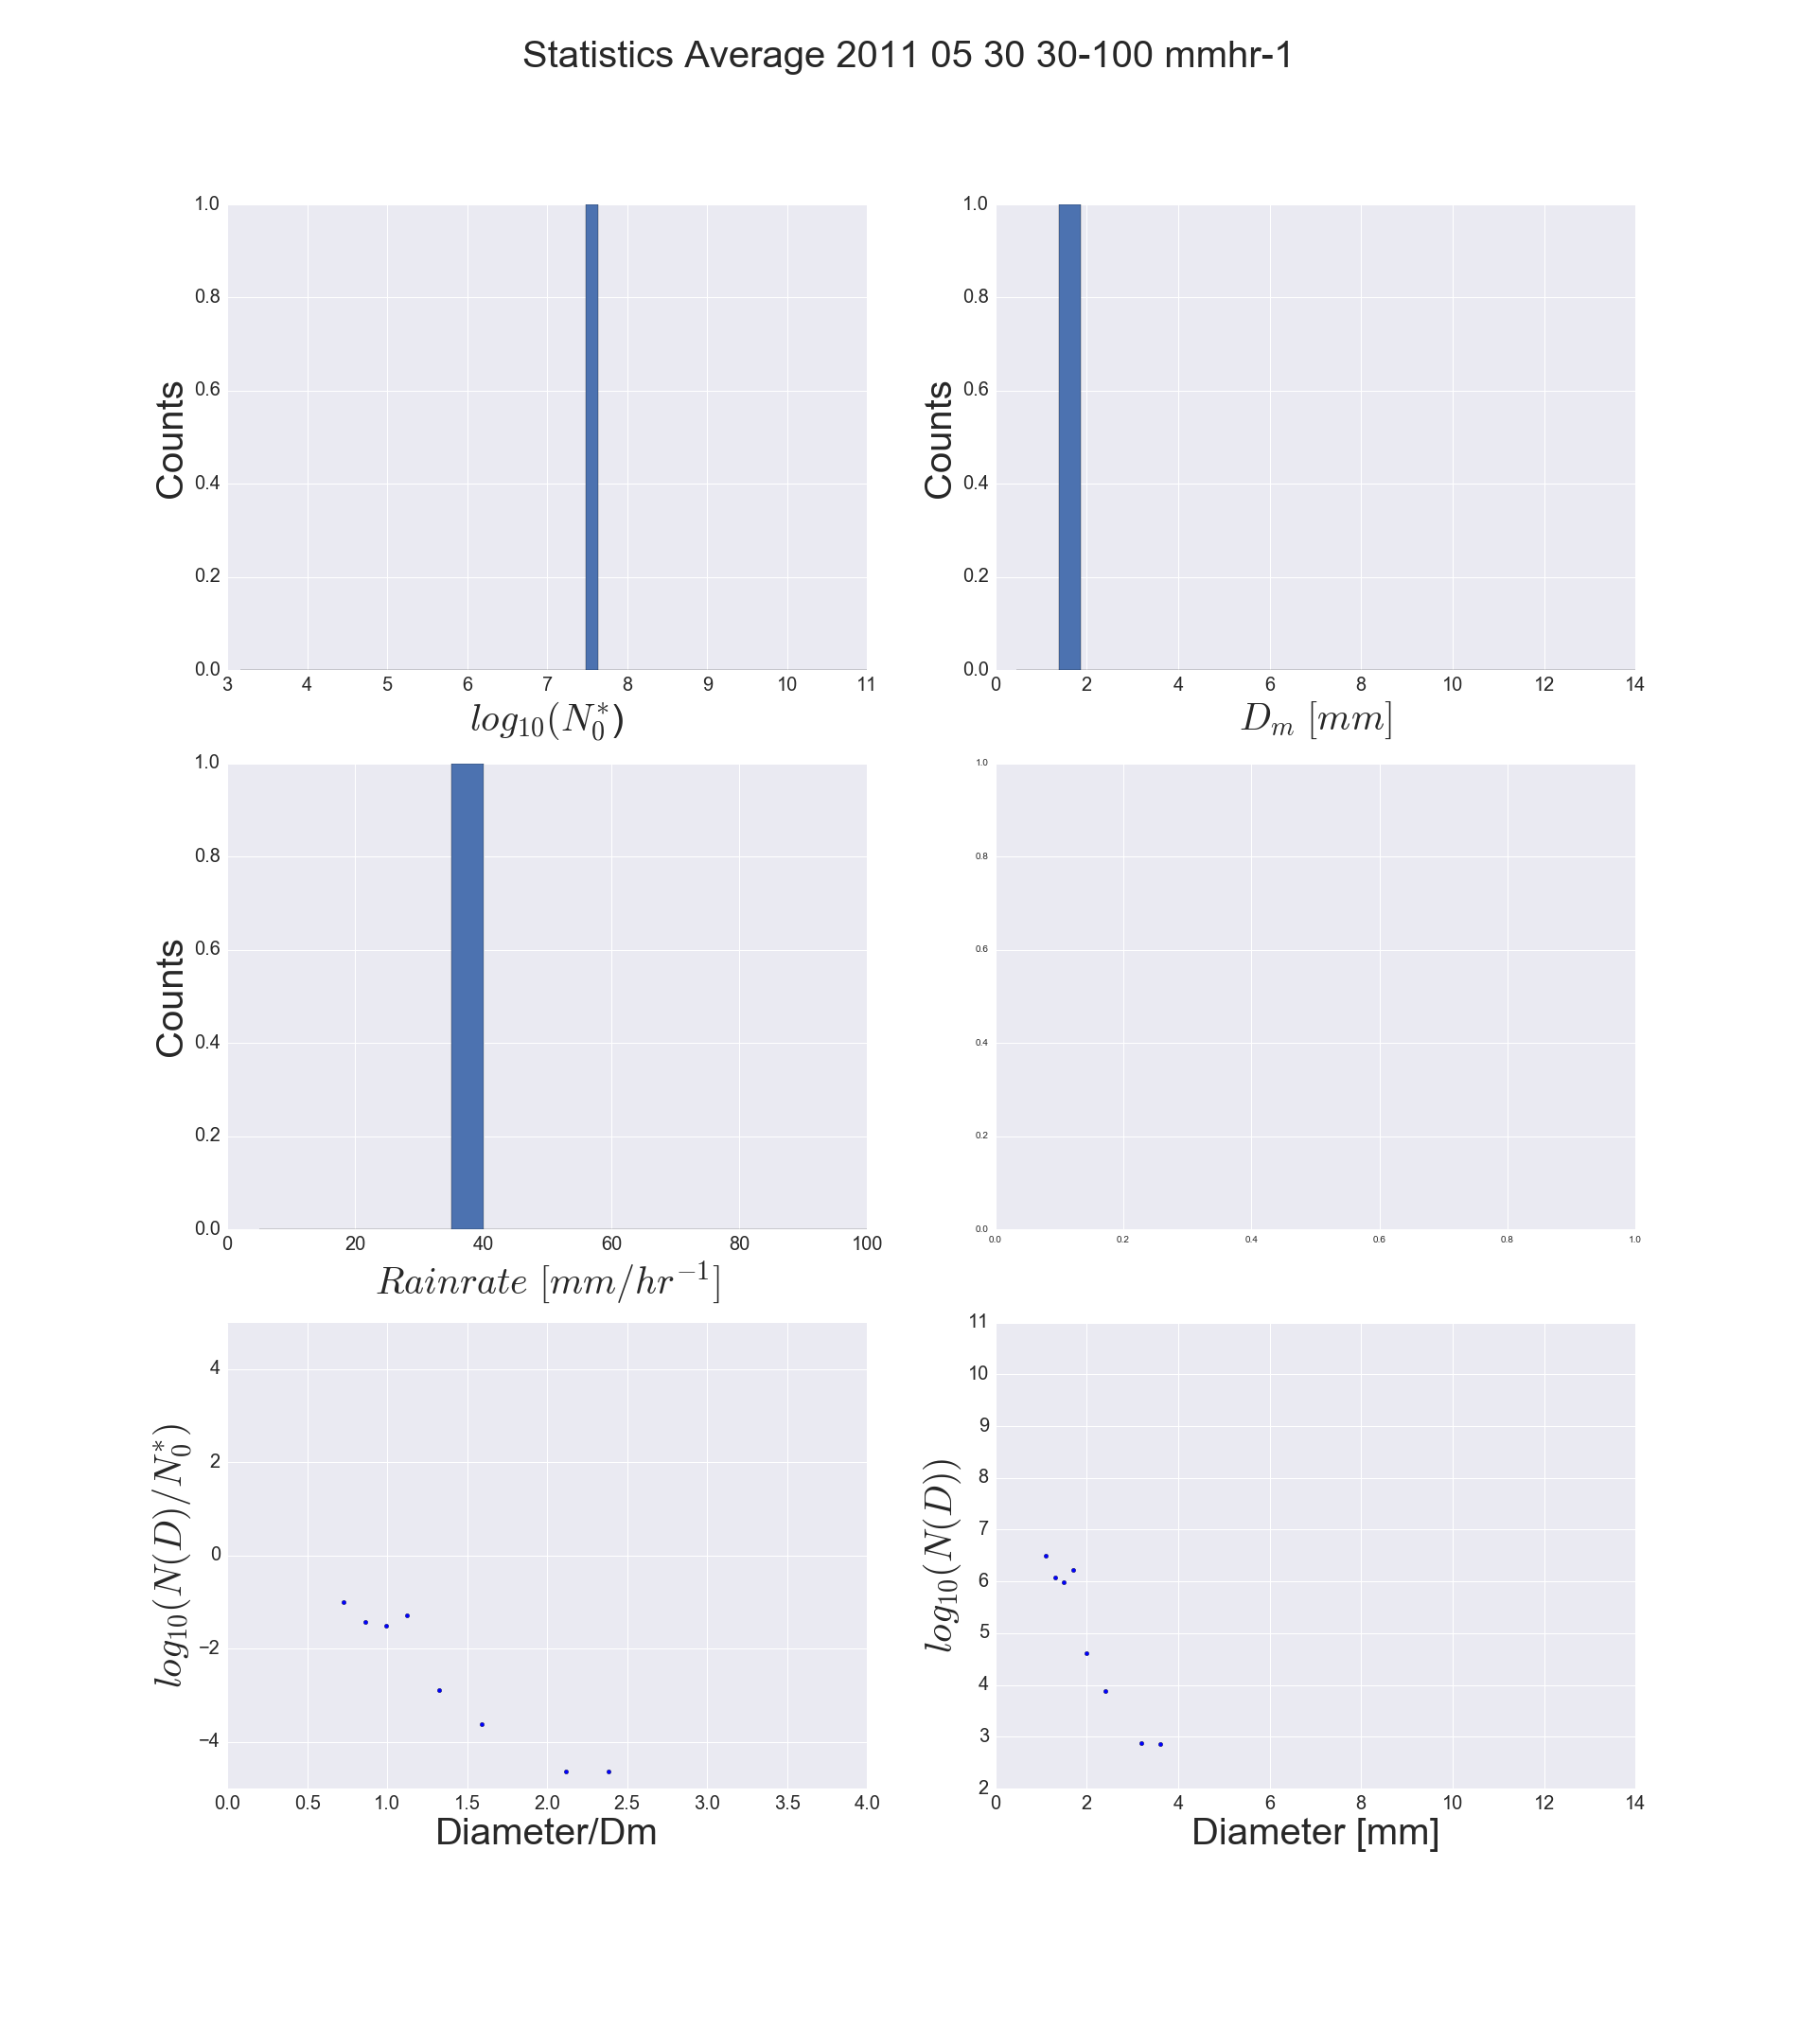 Statistics Average 2011 05 30 30-100 mmhr-1
1.0
0.8
0.6
0.4
0.2
0.0
Counts
3 4 5 6 7 8 9 10 11
log₁₀(N₀*)
1.0
0.8
0.6
0.4
0.2
0.0
Counts
0 2 4 6 8 10 12 14
Dₘ [mm]
1.0
0.8
0.6
0.4
0.2
0.0
Counts
0 20 40 60 80 100
Rainrate [mm/hr⁻¹]
1.0
0.8
0.6
0.4
0.2
0.0
0.0 0.2 0.4 0.6 0.8 1.0
4
2
0
−2
−4
log₁₀(N(D)/N₀*)
0.0 0.5 1.0 1.5 2.0 2.5 3.0 3.5 4.0
Diameter/Dm
11
10
9
8
7
6
5
4
3
2
log₁₀(N(D))
0 2 4 6 8 10 12 14
Diameter [mm]